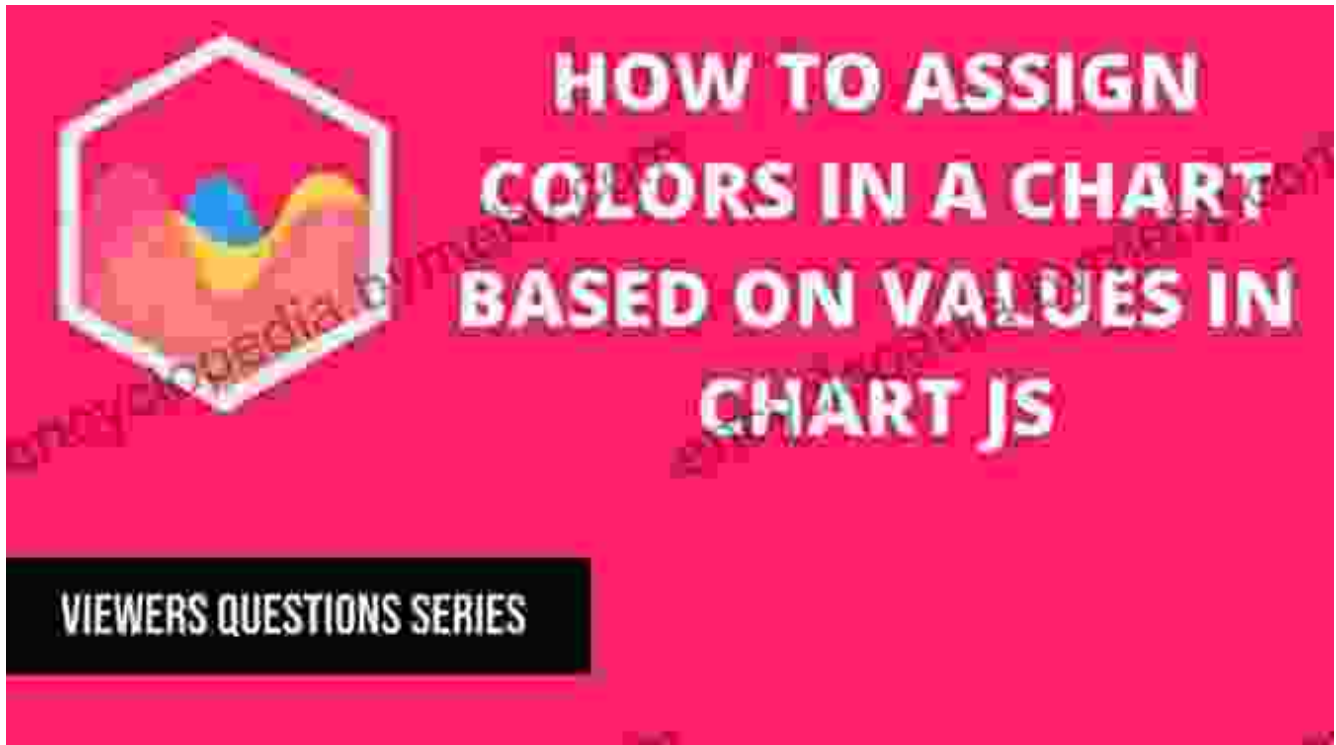 HOW TO ASSIGN
COLORS IN A CHART
BASED ON VALUES IN
CHART JS
VIEWERS QUESTIONS SERIES